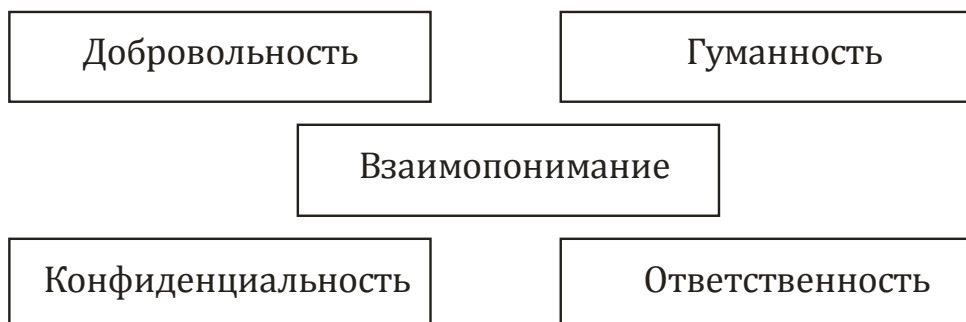 Добровольность
Гуманность
Взаимопонимание
Конфиденциальность
Ответственность